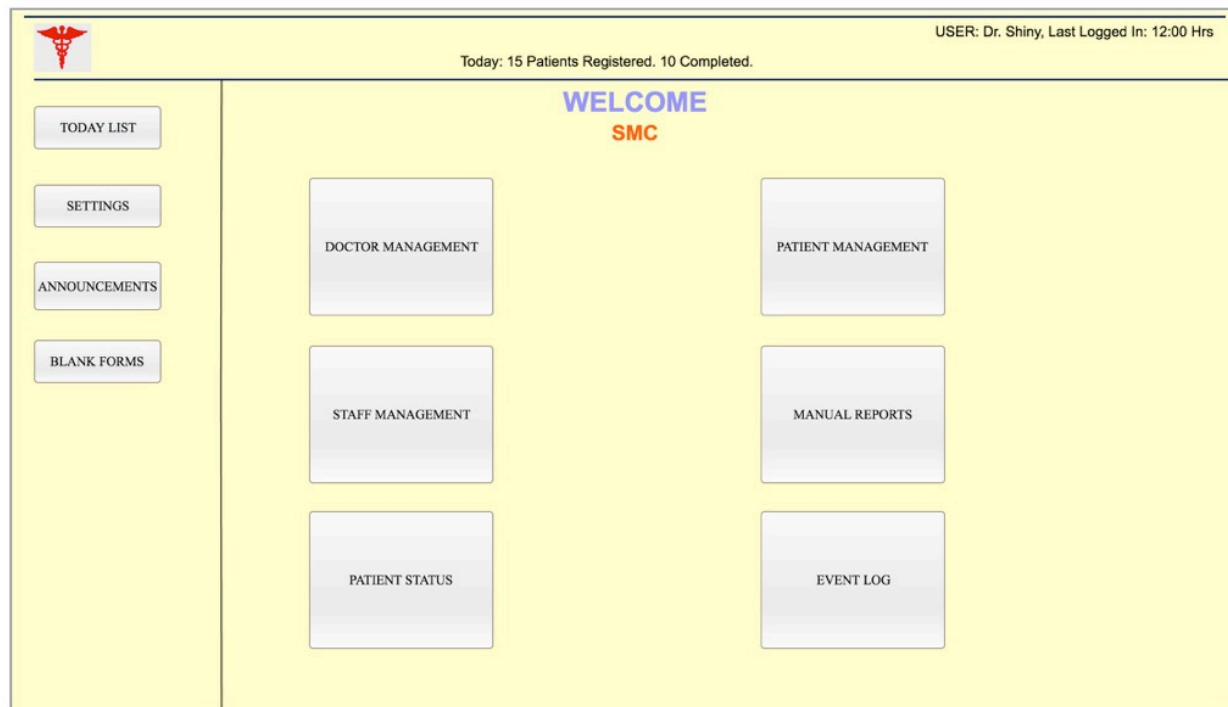 USER: Dr. Shiny, Last Logged In: 12:00 Hrs
Today: 15 Patients Registered. 10 Completed.
WELCOME
SMC
TODAY LIST
SETTINGS
ANNOUNCEMENTS
BLANK FORMS
DOCTOR MANAGEMENT
PATIENT MANAGEMENT
STAFF MANAGEMENT
MANUAL REPORTS
PATIENT STATUS
EVENT LOG